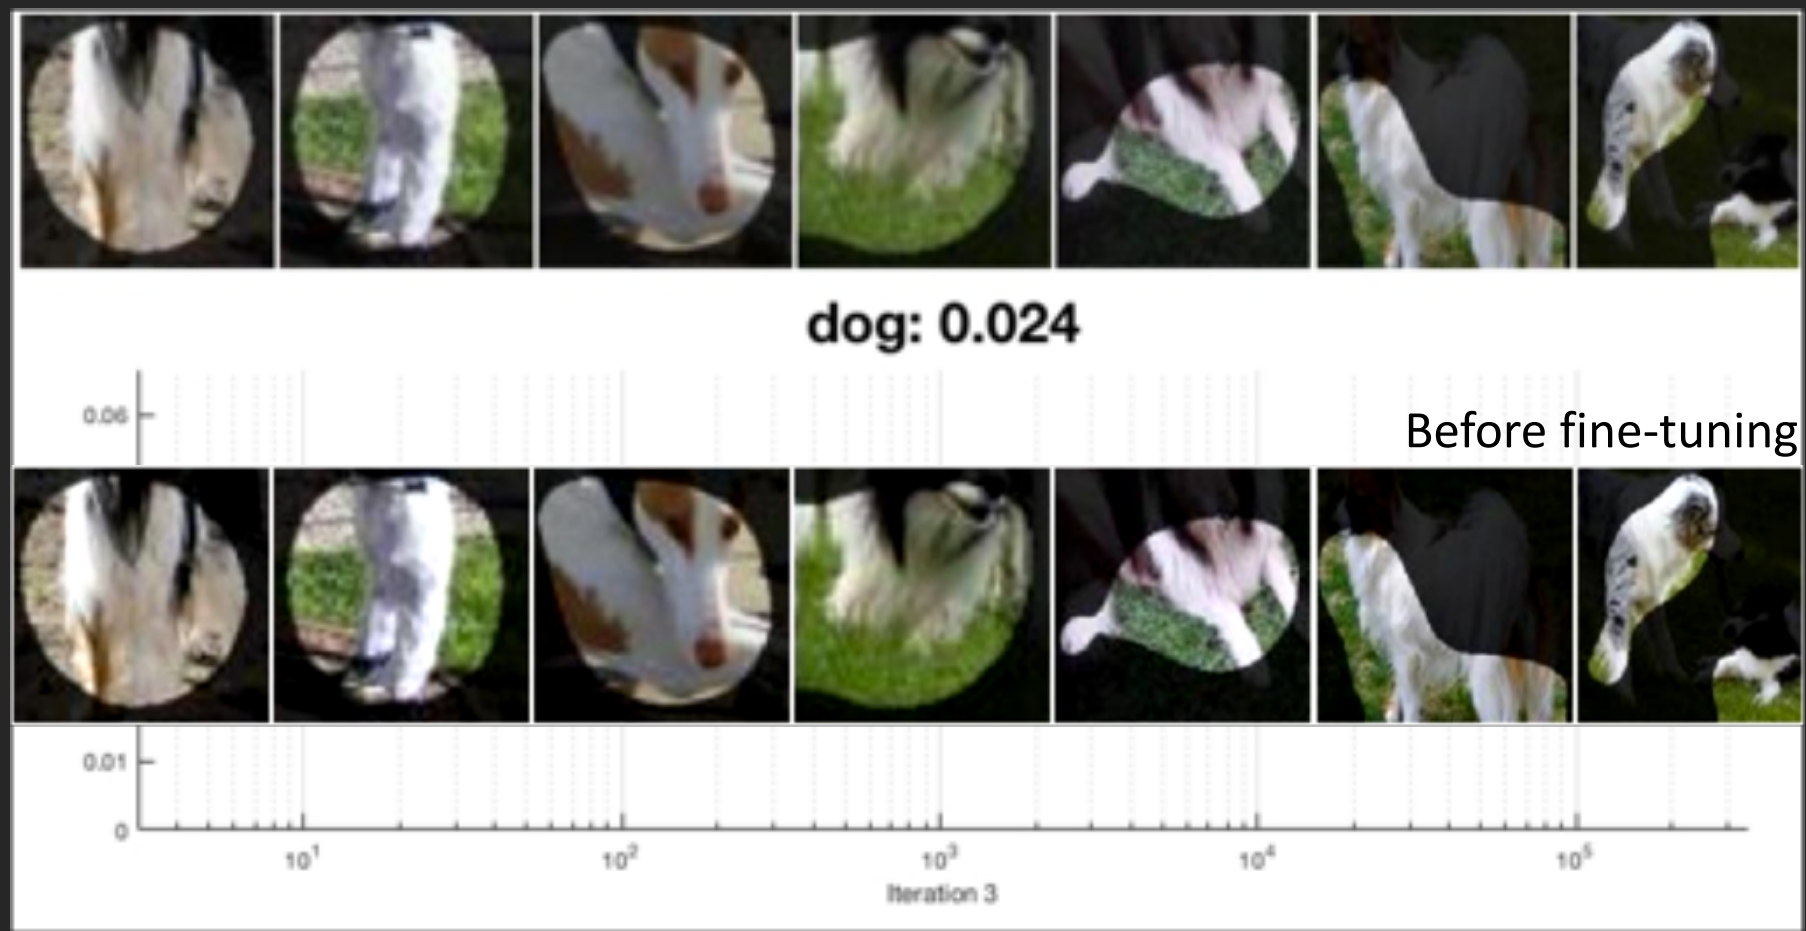 dog: 0.024
0.06
Before fine-tuning
0.01
0
10¹ 10² 10³ 10⁴ 10⁵
Iteration 3